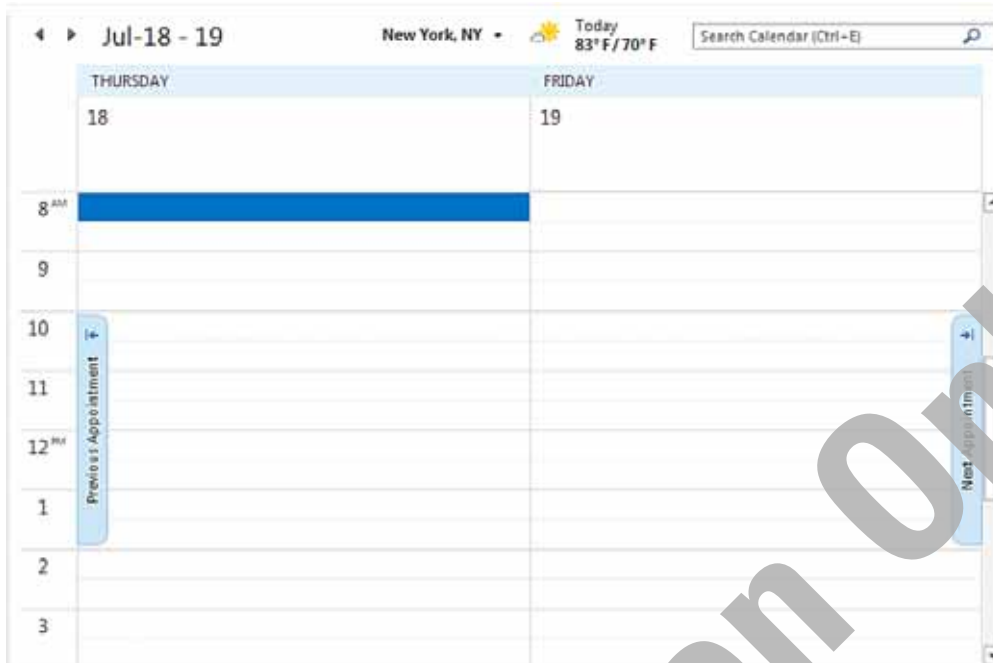 Jul-18 - 19
New York, NY
Today
83° F / 70° F
Search Calendar (Ctrl+E)
THURSDAY
FRIDAY
18
19
8 AM
9
10
11
12 PM
1
2
3
Previous Appointment
Next Appointment
On